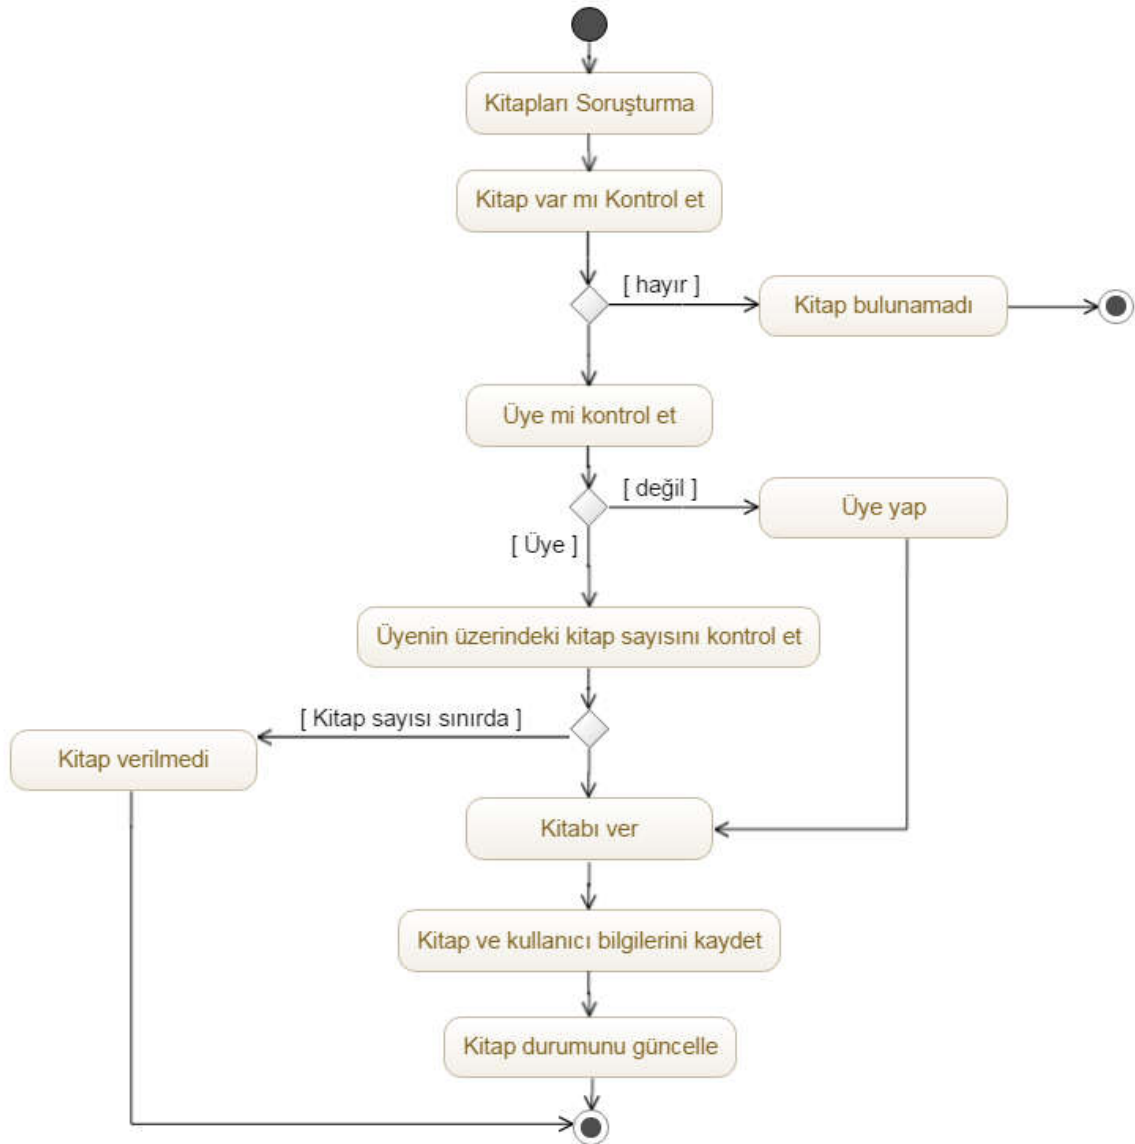 Kitapları Soruşturma
Kitap var mı Kontrol et
[ hayır ]
Kitap bulunamadı
Üye mi kontrol et
[ değil ]
Üye yap
[ Üye ]
Üyenin üzerindeki kitap sayısını kontrol et
[ Kitap sayısı sınırda ]
Kitap verilmedi
Kitabı ver
Kitap ve kullanıcı bilgilerini kaydet
Kitap durumunu güncelle